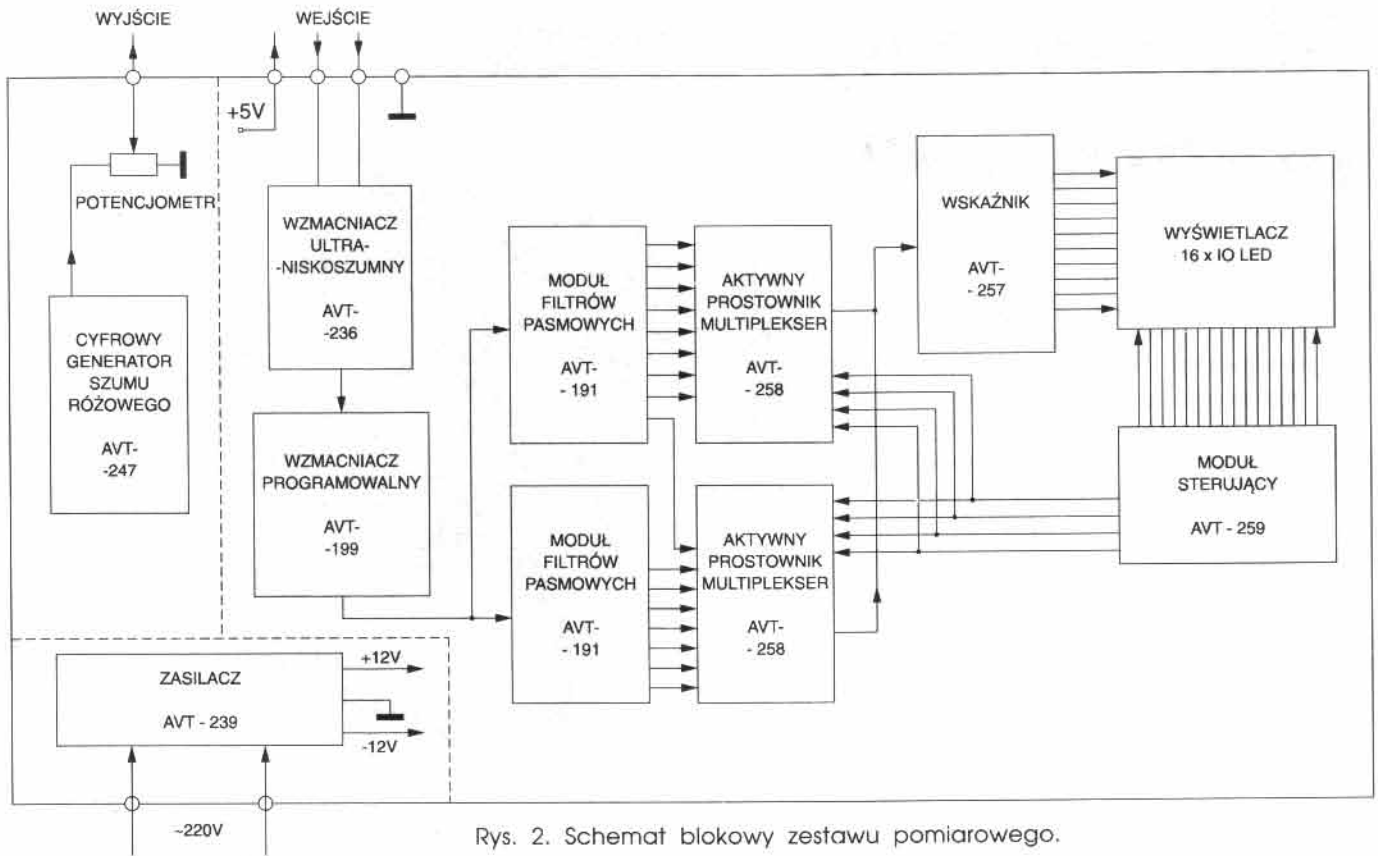 WYJŚCIE
WEJŚCIE
+5V
POTENCJOMETR
CYFROWY
GENERATOR
SZUMU
RÓŻOWEGO
AVT-
-247
WZMACNIACZ
ULTRA-
-NISKOSZUMNY
AVT-
-236
WZMACNIACZ
PROGRAMOWALNY
AVT-
-199
MODUŁ
FILTRÓW
PASMOWYCH
AVT-
- 191
AKTYWNY
PROSTOWNIK
MULTIPLEKSER
AVT-
- 258
WSKAŹNIK
AVT-
- 257
WYŚWIETLACZ
16 x IO LED
MODUŁ
STERUJĄCY
AVT - 259
MODUŁ
FILTRÓW
PASMOWYCH
AVT-
- 191
AKTYWNY
PROSTOWNIK
MULTIPLEKSER
AVT-
- 258
ZASILACZ
AVT - 239
+12V
-12V
~220V
Rys. 2. Schemat blokowy zestawu pomiarowego.